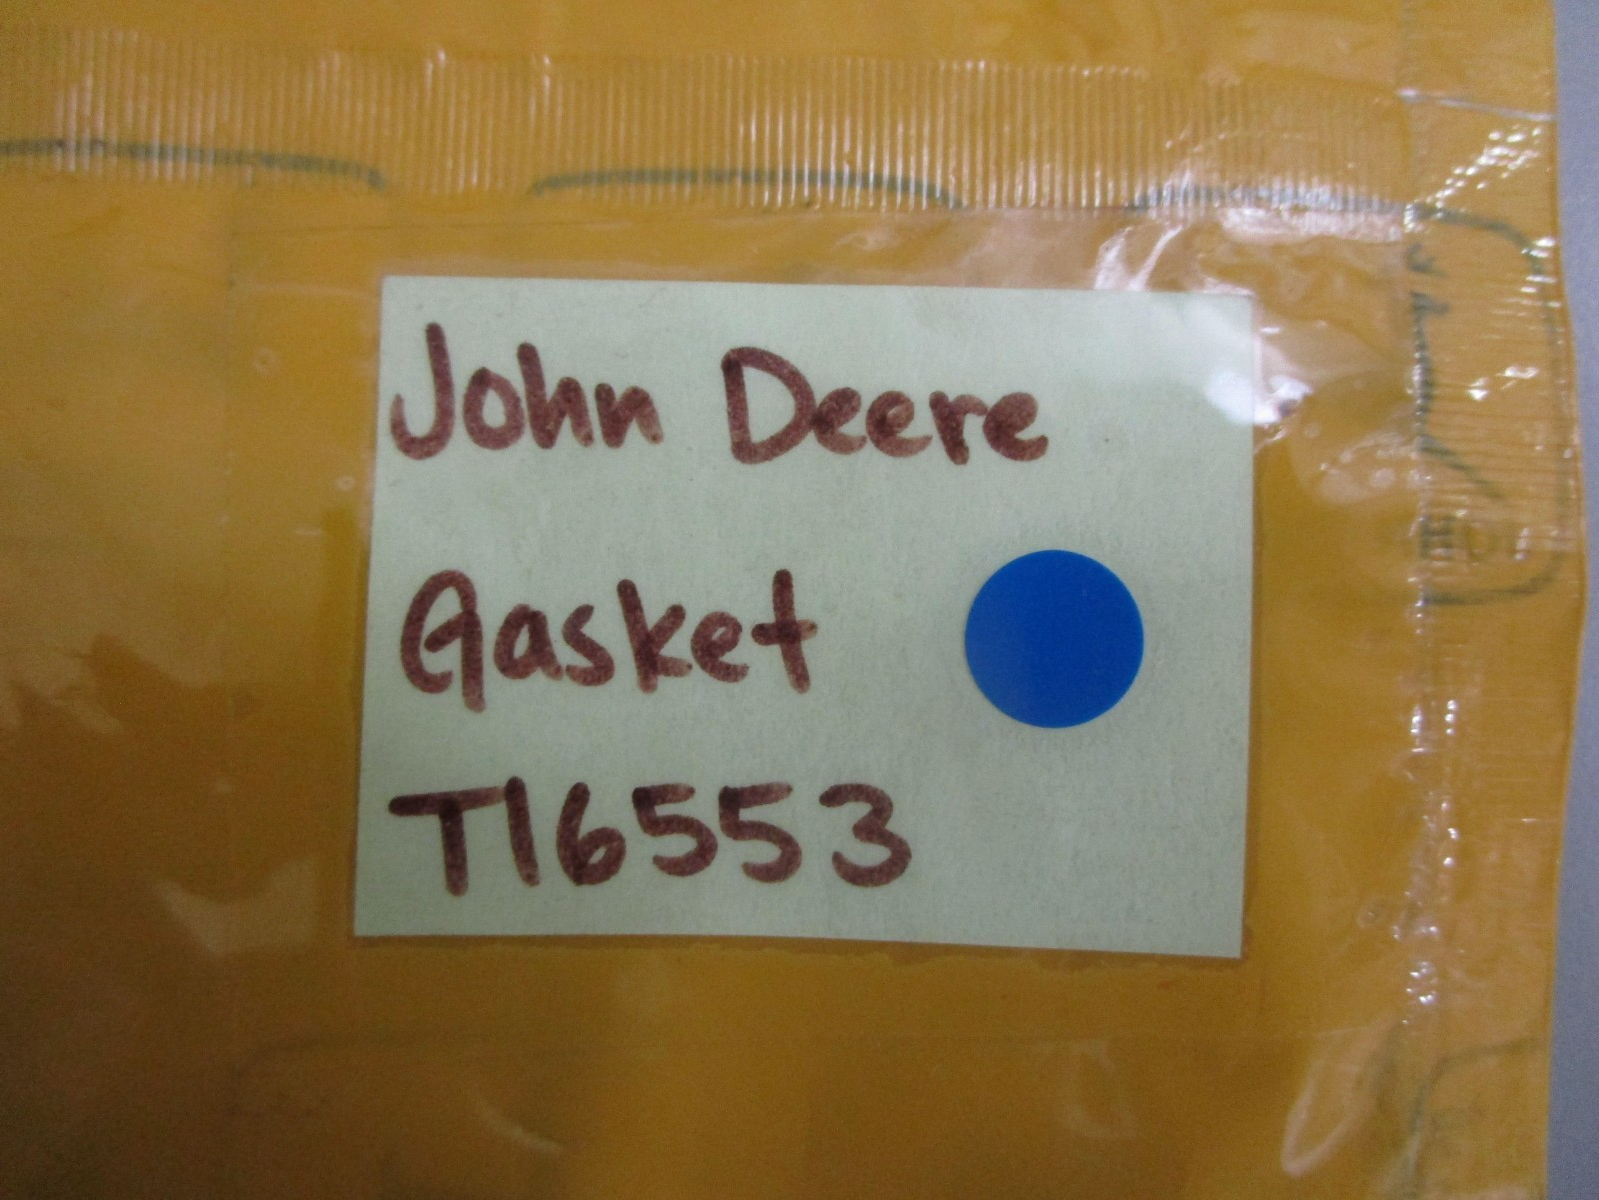 John Deere
Gasket
T16553